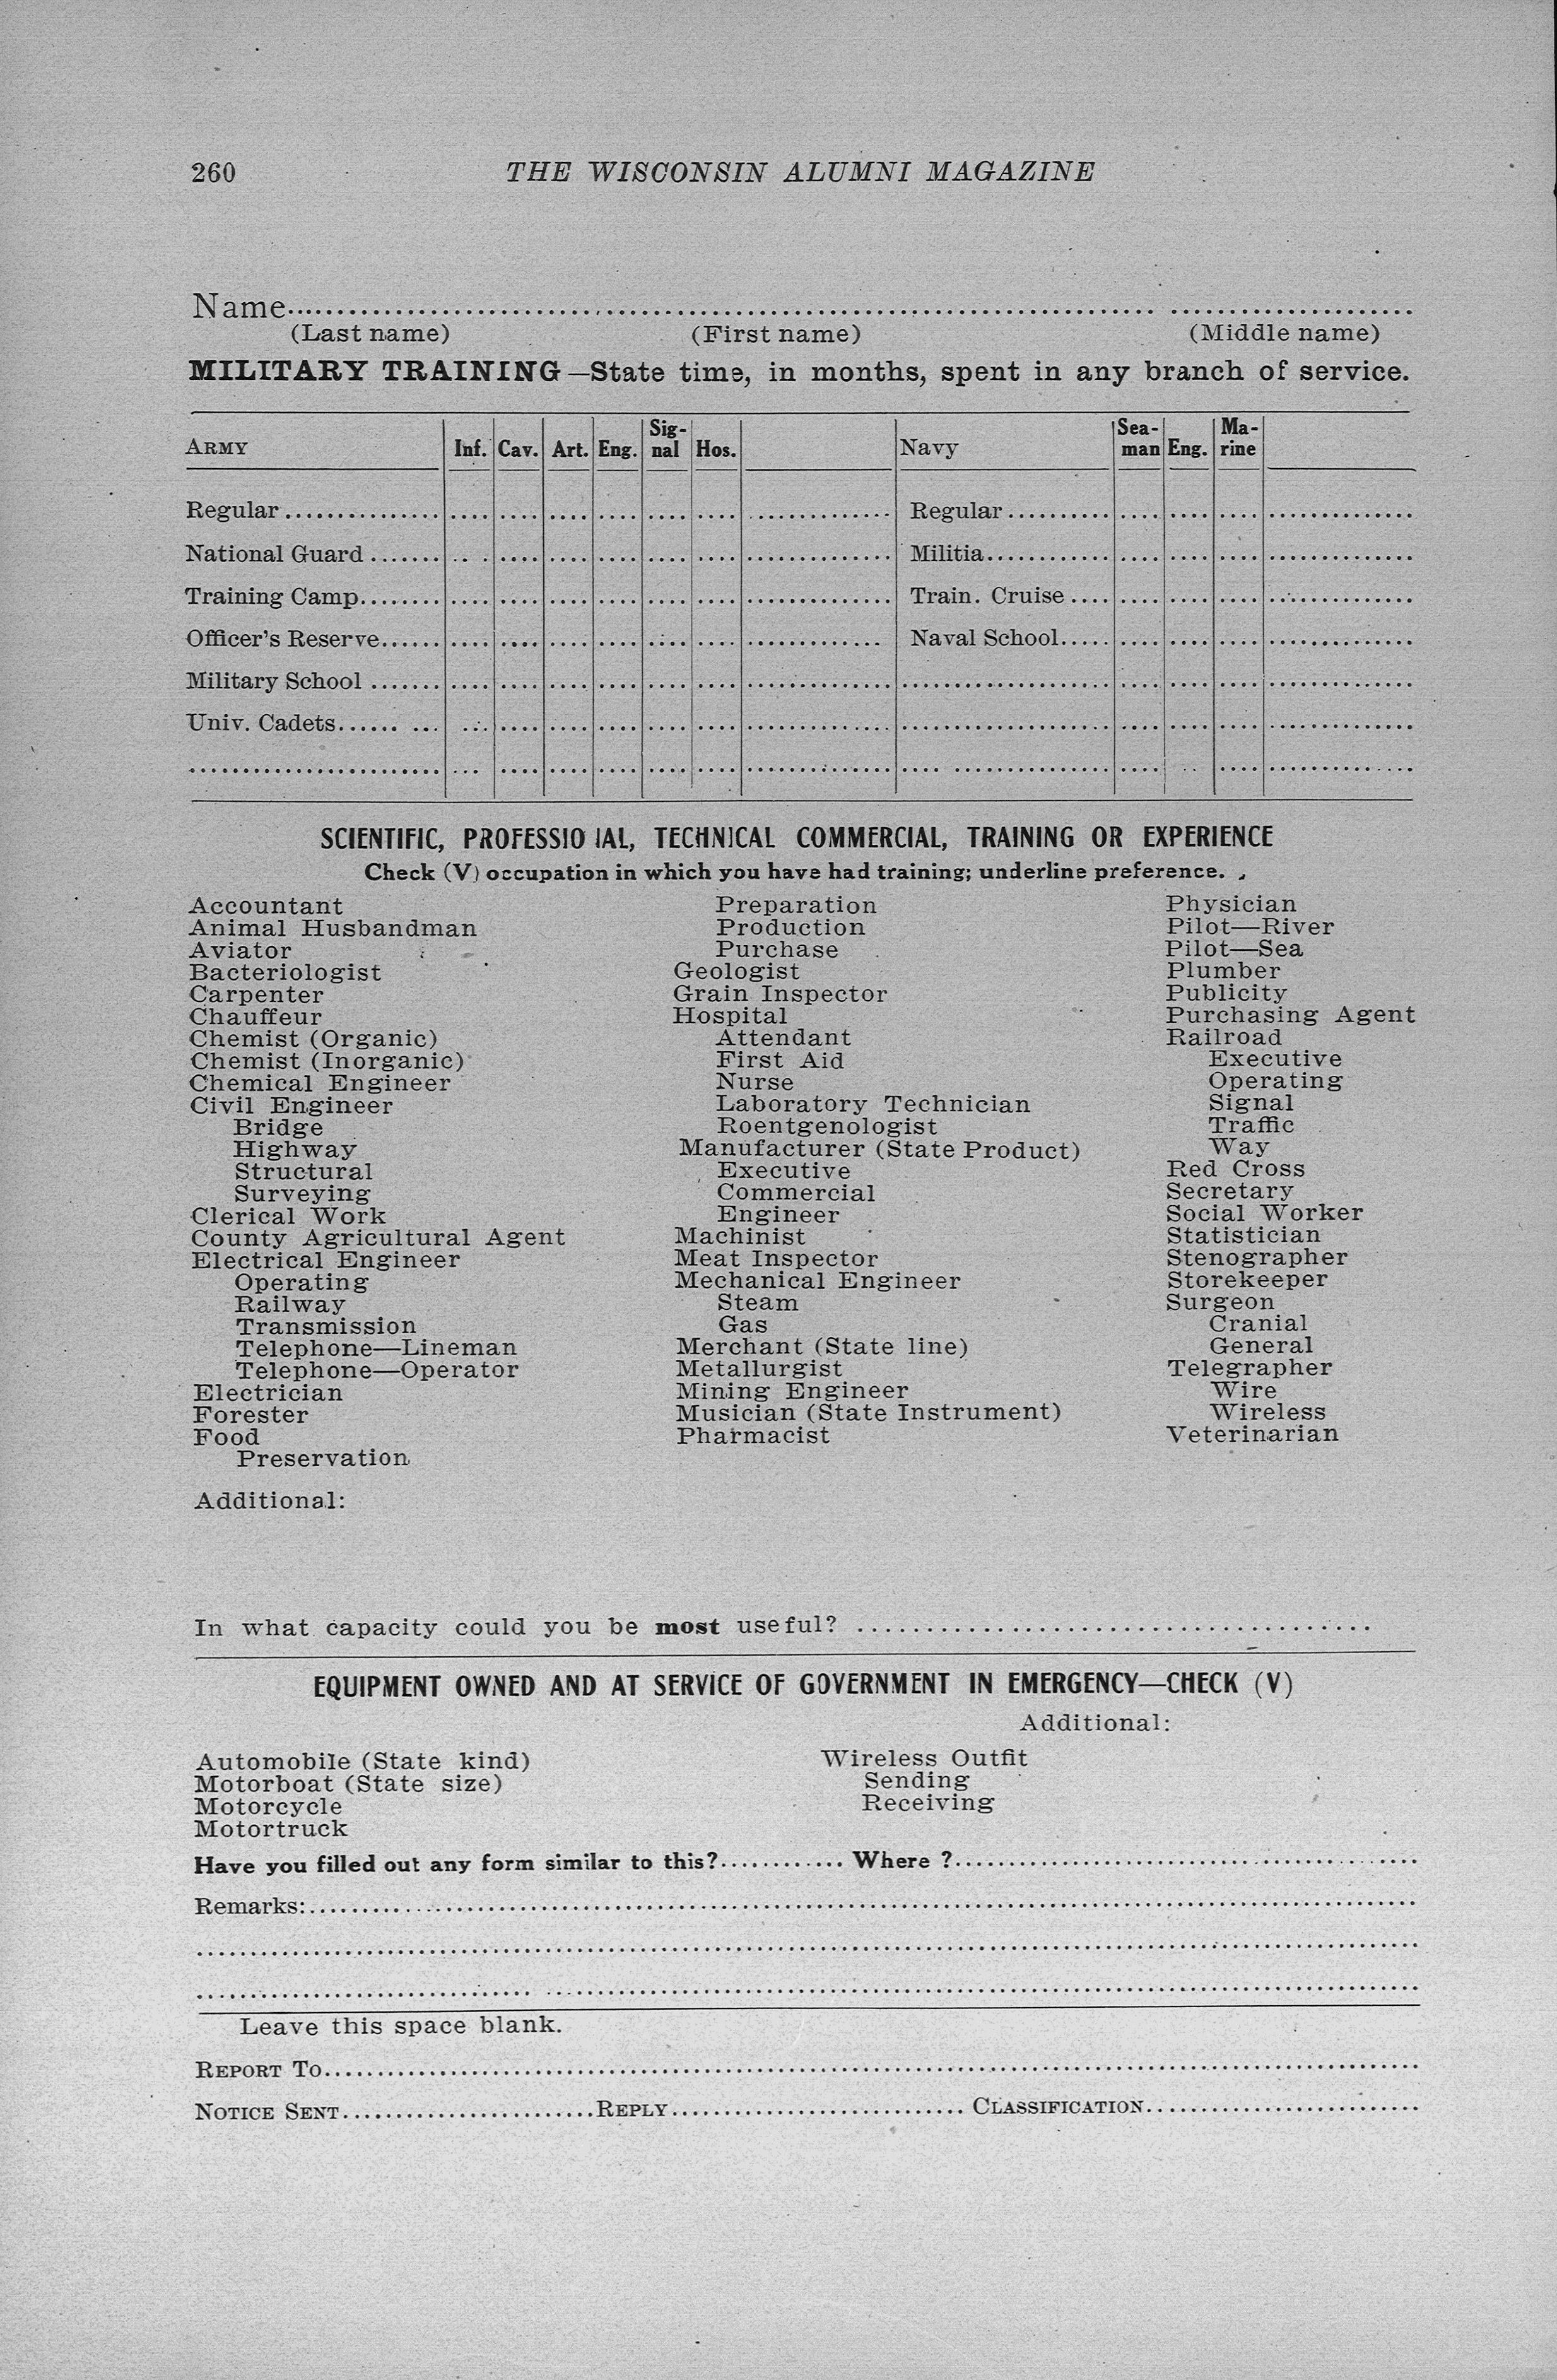 260 THE WISCONSIN ALUMNI MAGAZINE
Name....................
(Last name) (First name) (Middle name)
MILITARY TRAINING—State time, in months, spent in any branch of service.
ARMY Inf. Cav. Art. Eng. Sig-nal Hos. Navy Sea-man Eng. Ma-rine
Regular .......... Regular ..........
National Guard .......... Militia ..........
Training Camp .......... Train. Cruise ..........
Officer's Reserve .......... Naval School ..........
Military School ..........
Univ. Cadets ..........
SCIENTIFIC, PROFESSIO IAL, TECHNICAL COMMERCIAL, TRAINING OR EXPERIENCE
Check (V) occupation in which you have had training; underline preference.
Accountant
Animal Husbandman
Aviator
Bacteriologist
Carpenter
Chauffeur
Chemist (Organic)
Chemist (Inorganic)
Chemical Engineer
Civil Engineer
Bridge
Highway
Structural
Surveying
Clerical Work
County Agricultural Agent
Electrical Engineer
Operating
Railway
Transmission
Telephone—Lineman
Telephone—Operator
Electrician
Forester
Food
Preservation
Preparation
Production
Purchase
Geologist
Grain Inspector
Hospital
Attendant
First Aid
Nurse
Laboratory Technician
Roentgenologist
Manufacturer (State Product)
Executive
Commercial
Engineer
Machinist
Meat Inspector
Mechanical Engineer
Steam
Gas
Merchant (State line)
Metallurgist
Mining Engineer
Musician (State Instrument)
Pharmacist
Physician
Pilot—River
Pilot—Sea
Plumber
Publicity
Purchasing Agent
Railroad
Executive
Operating
Signal
Traffic
Way
Red Cross
Secretary
Social Worker
Statistician
Stenographer
Storekeeper
Surgeon
Cranial
General
Telegrapher
Wire
Wireless
Veterinarian
Additional:
In what capacity could you be most useful? ....................
EQUIPMENT OWNED AND AT SERVICE OF GOVERNMENT IN EMERGENCY—CHECK (V)
Additional:
Automobile (State kind)
Motorboat (State size)
Motorcycle
Motortruck
Wireless Outfit
Sending
Receiving
Have you filled out any form similar to this?............ Where ?....................
Remarks:....................
Leave this space blank.
REPORT TO....................
NOTICE SENT....................REPLY.................... CLASSIFICATION....................